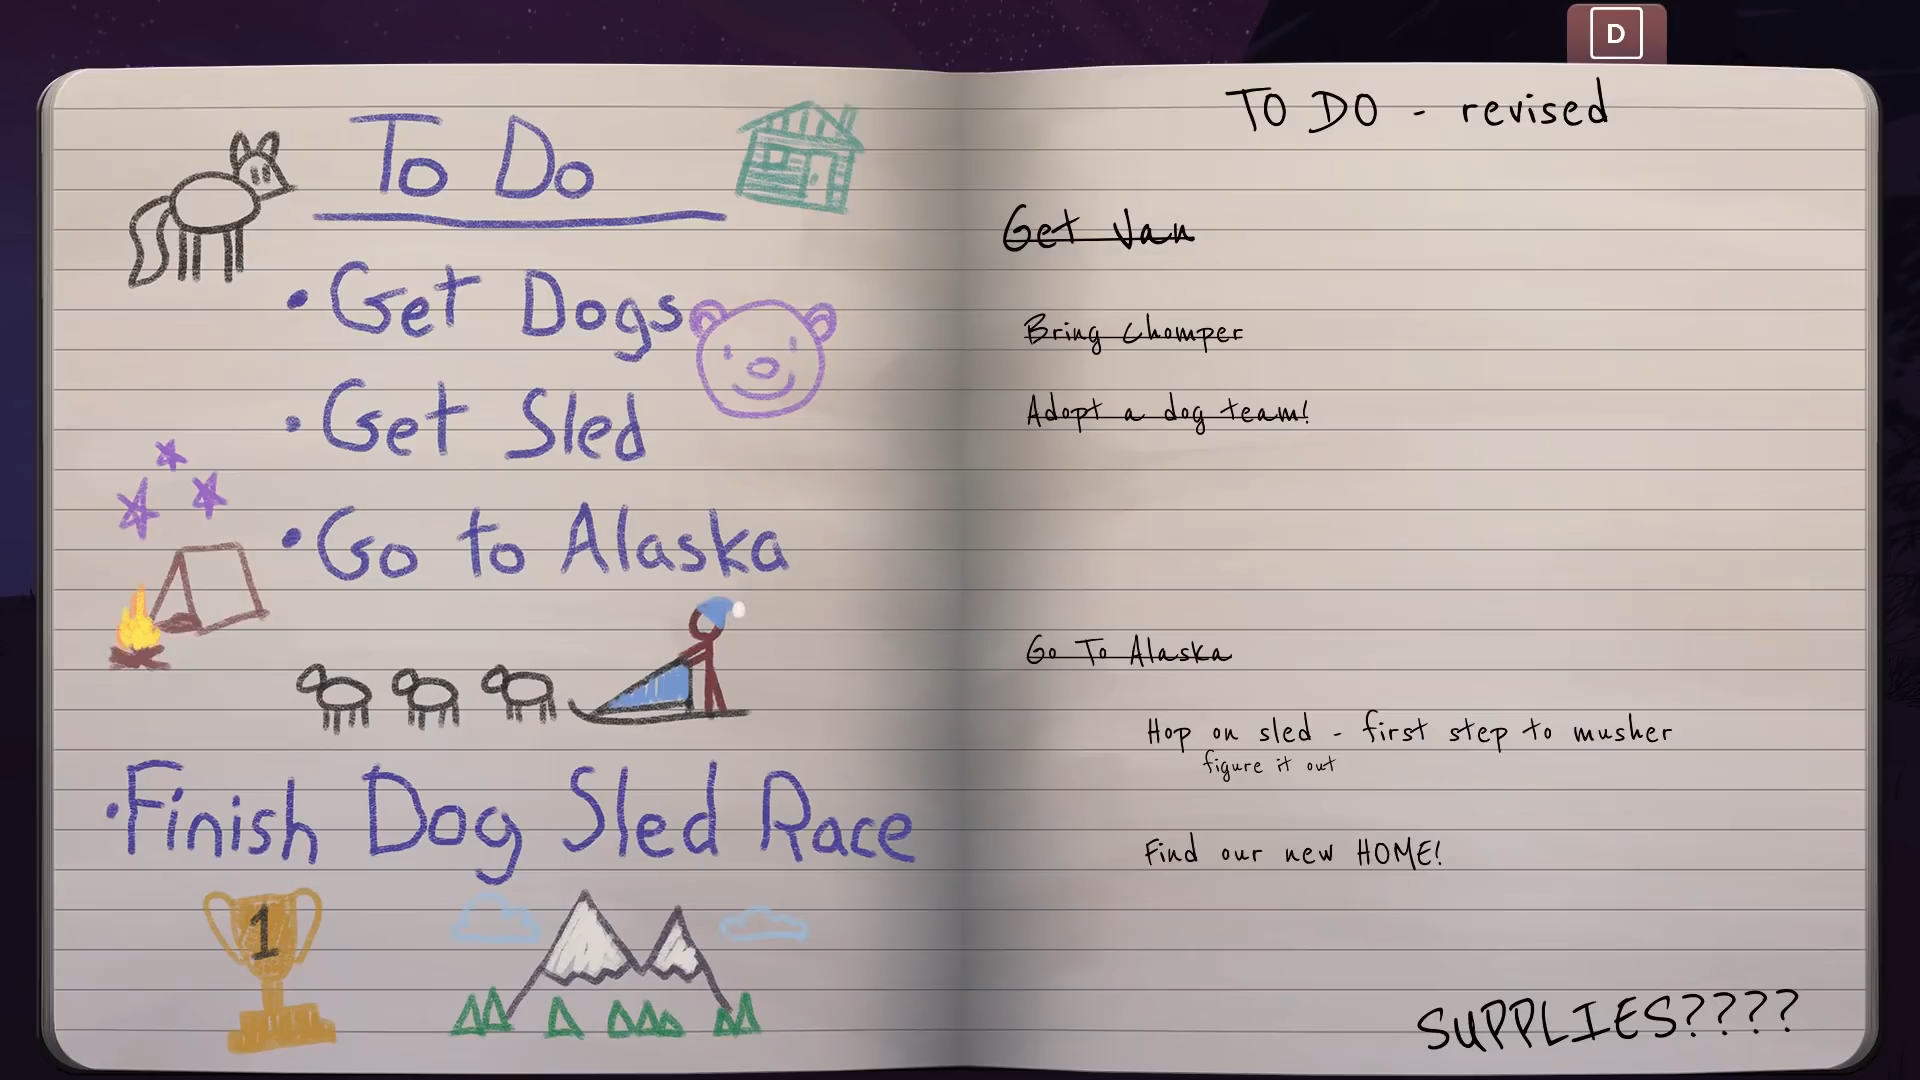 D
To Do
• Get Dogs
• Get Sled
• Go to Alaska
• Finish Dog Sled Race
1
TO DO - revised
Get Van
Bring Chomper
Adopt a dog team!
Go To Alaska
Hop on sled - first step to musher
figure it out
Find our new HOME!
SUPPLIES????